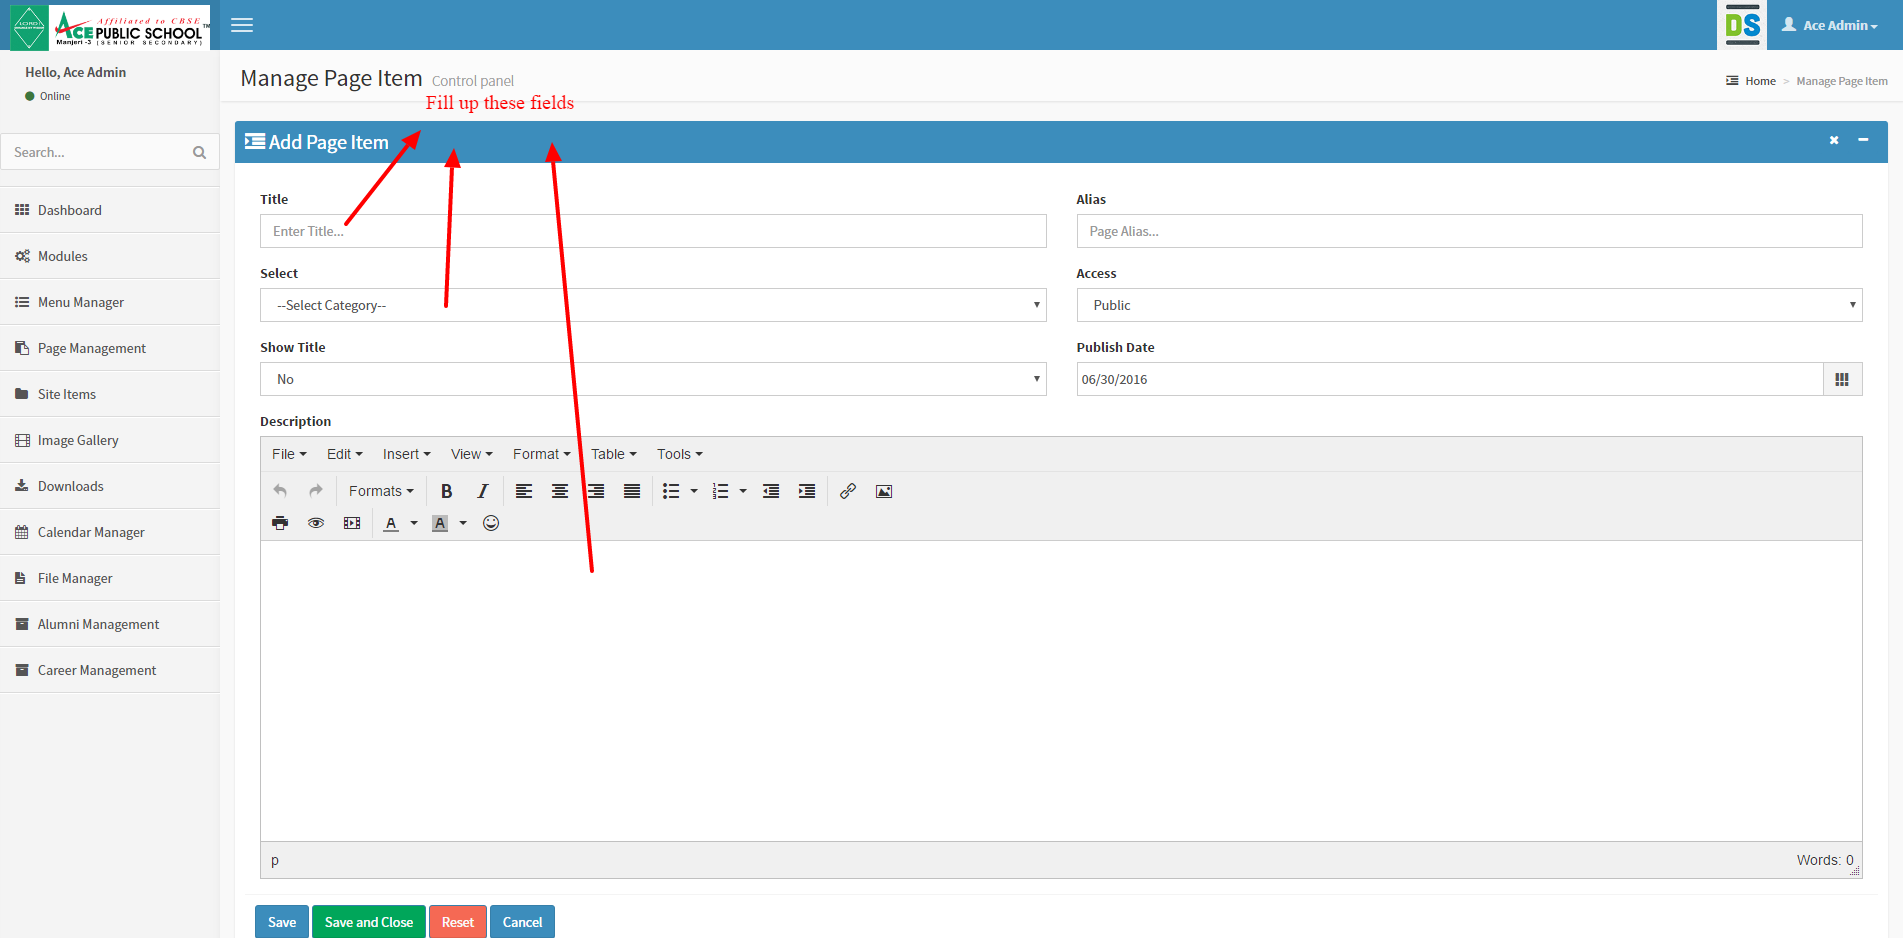 Affiliated to CBSE
ACE PUBLIC SCHOOL TM
Manjeri -3 (SENIOR SECONDARY)
DS
Ace Admin
Hello, Ace Admin
Online
Manage Page Item Control panel
Home > Manage Page Item
Fill up these fields
Search...
Add Page Item
Dashboard
Modules
Menu Manager
Page Management
Site Items
Image Gallery
Downloads
Calendar Manager
File Manager
Alumni Management
Career Management
Title
Alias
Enter Title...
Page Alias...
Select
Access
--Select Category--
Public
Show Title
Publish Date
No
06/30/2016
Description
File Edit Insert View Format Table Tools
Formats B I
A A
p
Words: 0
Save Save and Close Reset Cancel